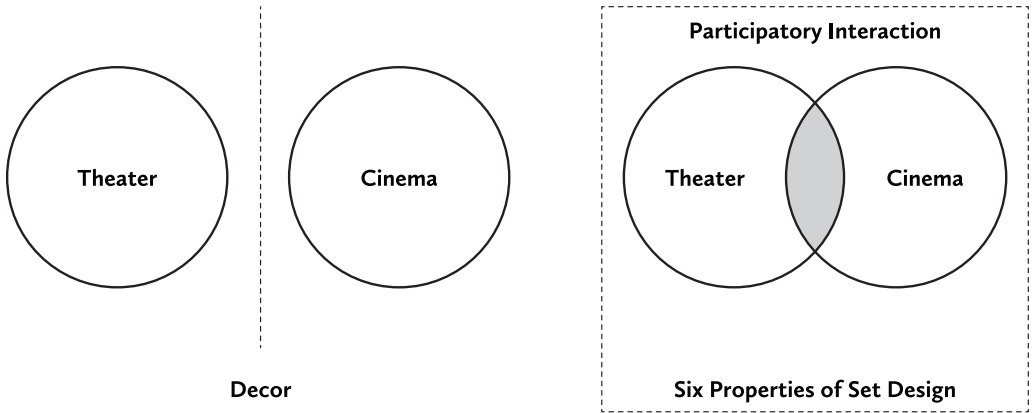 Theater
Cinema
Decor
Participatory Interaction
Theater
Cinema
Six Properties of Set Design